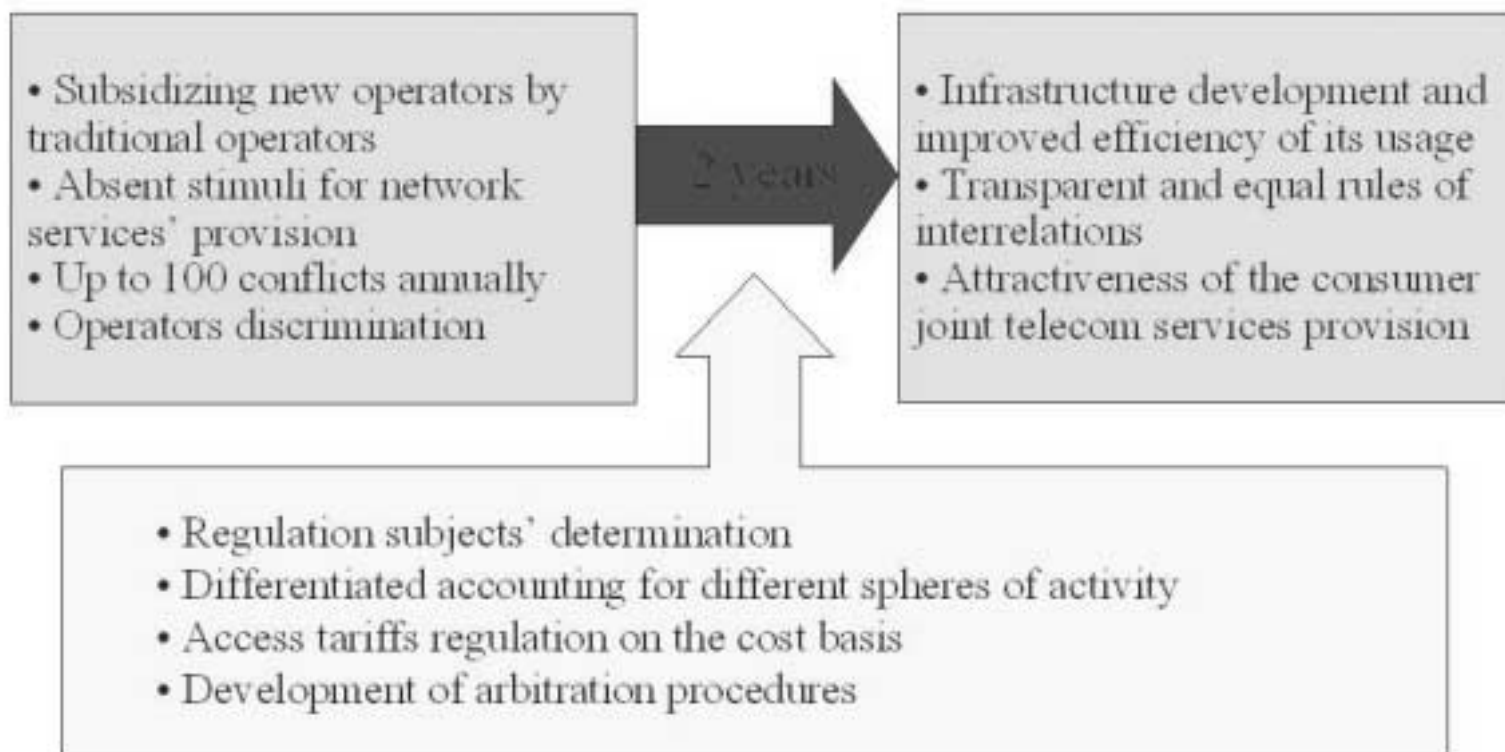 • Subsidizing new operators by
traditional operators
• Absent stimuli for network
services’ provision
• Up to 100 conflicts annually
• Operators discrimination
2 years
• Infrastructure development and
improved efficiency of its usage
• Transparent and equal rules of
interrelations
• Attractiveness of the consumer
joint telecom services provision
• Regulation subjects’ determination
• Differentiated accounting for different spheres of activity
• Access tariffs regulation on the cost basis
• Development of arbitration procedures